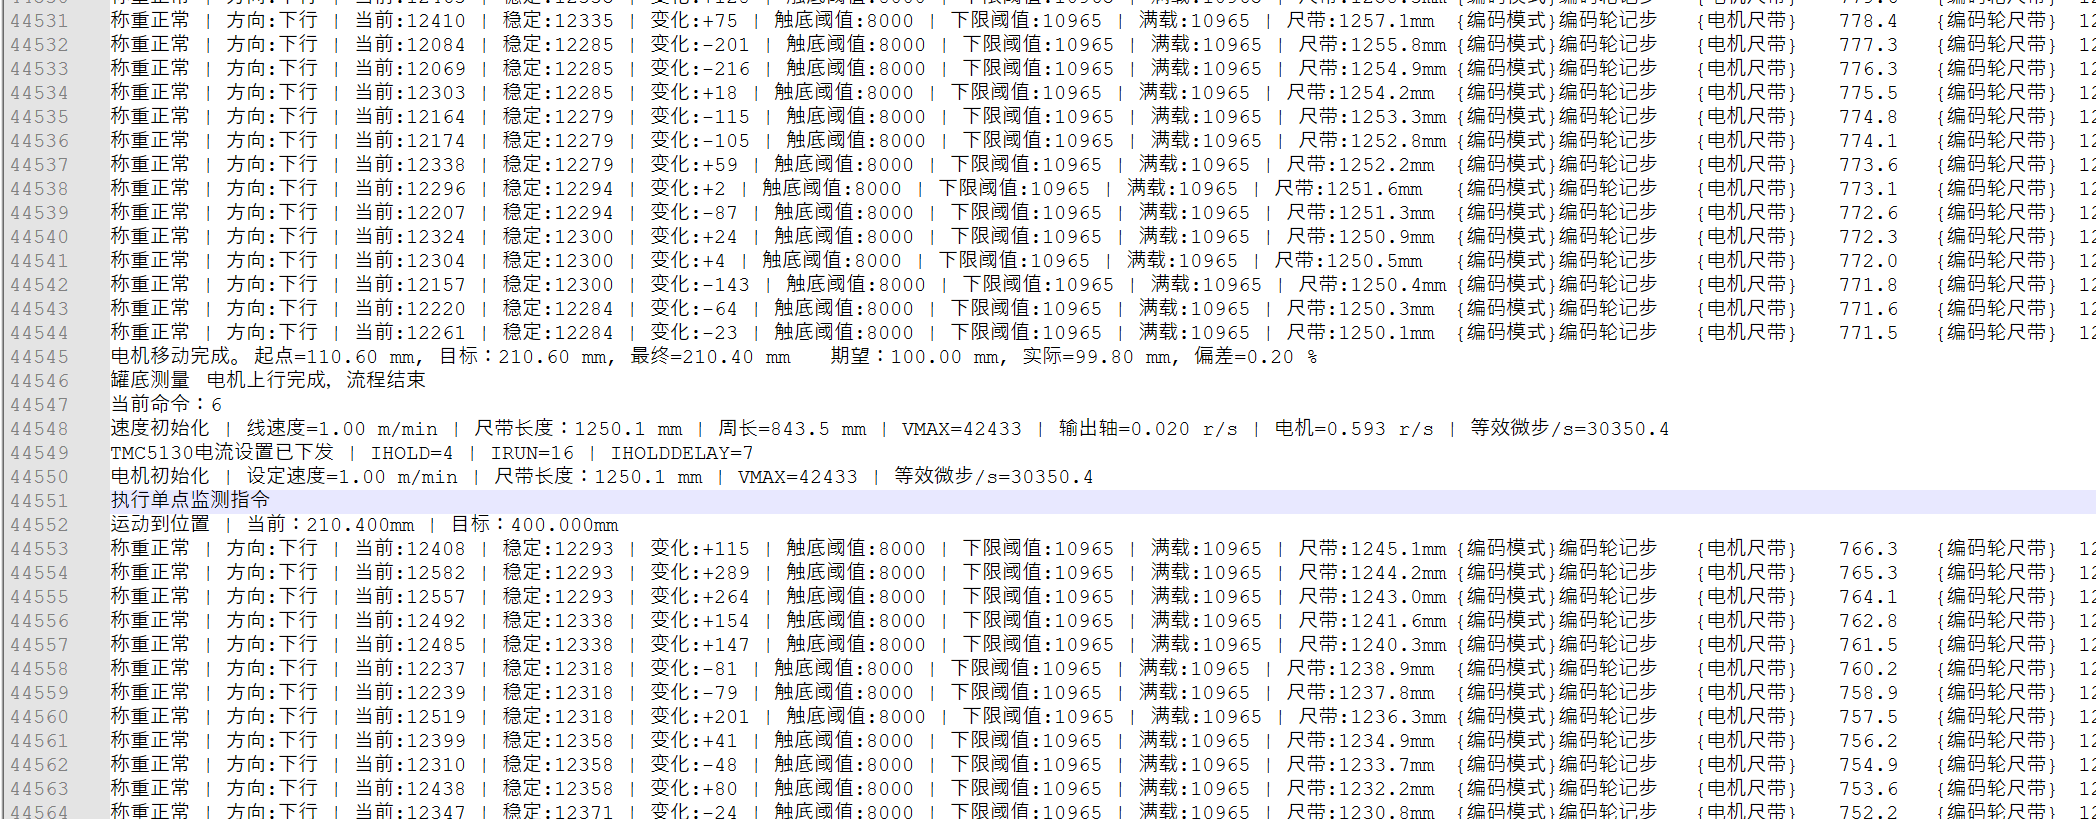 44531 称重正常 | 方向:下行 | 当前:12410 | 稳定:12335 | 变化:+75 | 触底阈值:8000 | 下限阈值:10965 | 满载:10965 | 尺带:1257.1mm {编码模式}编码轮记步 {电机尺带} 778.4 {编码轮尺带} 12
44532 称重正常 | 方向:下行 | 当前:12084 | 稳定:12285 | 变化:-201 | 触底阈值:8000 | 下限阈值:10965 | 满载:10965 | 尺带:1255.8mm {编码模式}编码轮记步 {电机尺带} 777.3 {编码轮尺带} 12
44533 称重正常 | 方向:下行 | 当前:12069 | 稳定:12285 | 变化:-216 | 触底阈值:8000 | 下限阈值:10965 | 满载:10965 | 尺带:1254.9mm {编码模式}编码轮记步 {电机尺带} 776.3 {编码轮尺带} 12
44534 称重正常 | 方向:下行 | 当前:12303 | 稳定:12285 | 变化:+18 | 触底阈值:8000 | 下限阈值:10965 | 满载:10965 | 尺带:1254.2mm {编码模式}编码轮记步 {电机尺带} 775.5 {编码轮尺带} 12
44535 称重正常 | 方向:下行 | 当前:12164 | 稳定:12279 | 变化:-115 | 触底阈值:8000 | 下限阈值:10965 | 满载:10965 | 尺带:1253.3mm {编码模式}编码轮记步 {电机尺带} 774.8 {编码轮尺带} 12
44536 称重正常 | 方向:下行 | 当前:12174 | 稳定:12279 | 变化:-105 | 触底阈值:8000 | 下限阈值:10965 | 满载:10965 | 尺带:1252.8mm {编码模式}编码轮记步 {电机尺带} 774.1 {编码轮尺带} 12
44537 称重正常 | 方向:下行 | 当前:12338 | 稳定:12279 | 变化:+59 | 触底阈值:8000 | 下限阈值:10965 | 满载:10965 | 尺带:1252.2mm {编码模式}编码轮记步 {电机尺带} 773.6 {编码轮尺带} 12
44538 称重正常 | 方向:下行 | 当前:12296 | 稳定:12294 | 变化:+2 | 触底阈值:8000 | 下限阈值:10965 | 满载:10965 | 尺带:1251.6mm {编码模式}编码轮记步 {电机尺带} 773.1 {编码轮尺带} 12
44539 称重正常 | 方向:下行 | 当前:12207 | 稳定:12294 | 变化:-87 | 触底阈值:8000 | 下限阈值:10965 | 满载:10965 | 尺带:1251.3mm {编码模式}编码轮记步 {电机尺带} 772.6 {编码轮尺带} 12
44540 称重正常 | 方向:下行 | 当前:12324 | 稳定:12300 | 变化:+24 | 触底阈值:8000 | 下限阈值:10965 | 满载:10965 | 尺带:1250.9mm {编码模式}编码轮记步 {电机尺带} 772.3 {编码轮尺带} 12
44541 称重正常 | 方向:下行 | 当前:12304 | 稳定:12300 | 变化:+4 | 触底阈值:8000 | 下限阈值:10965 | 满载:10965 | 尺带:1250.5mm {编码模式}编码轮记步 {电机尺带} 772.0 {编码轮尺带} 12
44542 称重正常 | 方向:下行 | 当前:12157 | 稳定:12300 | 变化:-143 | 触底阈值:8000 | 下限阈值:10965 | 满载:10965 | 尺带:1250.4mm {编码模式}编码轮记步 {电机尺带} 771.8 {编码轮尺带} 12
44543 称重正常 | 方向:下行 | 当前:12220 | 稳定:12284 | 变化:-64 | 触底阈值:8000 | 下限阈值:10965 | 满载:10965 | 尺带:1250.3mm {编码模式}编码轮记步 {电机尺带} 771.6 {编码轮尺带} 12
44544 称重正常 | 方向:下行 | 当前:12261 | 稳定:12284 | 变化:-23 | 触底阈值:8000 | 下限阈值:10965 | 满载:10965 | 尺带:1250.1mm {编码模式}编码轮记步 {电机尺带} 771.5 {编码轮尺带} 12
44545 电机移动完成。起点=110.60 mm, 目标：210.60 mm, 最终=210.40 mm 期望：100.00 mm, 实际=99.80 mm, 偏差=0.20 %
44546 罐底测量 电机上行完成, 流程结束
44547 当前命令：6
44548 速度初始化 | 线速度=1.00 m/min | 尺带长度：1250.1 mm | 周长=843.5 mm | VMAX=42433 | 输出轴=0.020 r/s | 电机=0.593 r/s | 等效微步/s=30350.4
44549 TMC5130电流设置已下发 | IHOLD=4 | IRUN=16 | IHOLDDELAY=7
44550 电机初始化 | 设定速度=1.00 m/min | 尺带长度：1250.1 mm | VMAX=42433 | 等效微步/s=30350.4
44551 执行单点监测指令
44552 运动到位置 | 当前：210.400mm | 目标：400.000mm
44553 称重正常 | 方向:下行 | 当前:12408 | 稳定:12293 | 变化:+115 | 触底阈值:8000 | 下限阈值:10965 | 满载:10965 | 尺带:1245.1mm {编码模式}编码轮记步 {电机尺带} 766.3 {编码轮尺带} 12
44554 称重正常 | 方向:下行 | 当前:12582 | 稳定:12293 | 变化:+289 | 触底阈值:8000 | 下限阈值:10965 | 满载:10965 | 尺带:1244.2mm {编码模式}编码轮记步 {电机尺带} 765.3 {编码轮尺带} 12
44555 称重正常 | 方向:下行 | 当前:12557 | 稳定:12293 | 变化:+264 | 触底阈值:8000 | 下限阈值:10965 | 满载:10965 | 尺带:1243.0mm {编码模式}编码轮记步 {电机尺带} 764.1 {编码轮尺带} 12
44556 称重正常 | 方向:下行 | 当前:12492 | 稳定:12338 | 变化:+154 | 触底阈值:8000 | 下限阈值:10965 | 满载:10965 | 尺带:1241.6mm {编码模式}编码轮记步 {电机尺带} 762.8 {编码轮尺带} 12
44557 称重正常 | 方向:下行 | 当前:12485 | 稳定:12338 | 变化:+147 | 触底阈值:8000 | 下限阈值:10965 | 满载:10965 | 尺带:1240.3mm {编码模式}编码轮记步 {电机尺带} 761.5 {编码轮尺带} 12
44558 称重正常 | 方向:下行 | 当前:12237 | 稳定:12318 | 变化:-81 | 触底阈值:8000 | 下限阈值:10965 | 满载:10965 | 尺带:1238.9mm {编码模式}编码轮记步 {电机尺带} 760.2 {编码轮尺带} 12
44559 称重正常 | 方向:下行 | 当前:12239 | 稳定:12318 | 变化:-79 | 触底阈值:8000 | 下限阈值:10965 | 满载:10965 | 尺带:1237.8mm {编码模式}编码轮记步 {电机尺带} 758.9 {编码轮尺带} 12
44560 称重正常 | 方向:下行 | 当前:12519 | 稳定:12318 | 变化:+201 | 触底阈值:8000 | 下限阈值:10965 | 满载:10965 | 尺带:1236.3mm {编码模式}编码轮记步 {电机尺带} 757.5 {编码轮尺带} 12
44561 称重正常 | 方向:下行 | 当前:12399 | 稳定:12358 | 变化:+41 | 触底阈值:8000 | 下限阈值:10965 | 满载:10965 | 尺带:1234.9mm {编码模式}编码轮记步 {电机尺带} 756.2 {编码轮尺带} 12
44562 称重正常 | 方向:下行 | 当前:12310 | 稳定:12358 | 变化:-48 | 触底阈值:8000 | 下限阈值:10965 | 满载:10965 | 尺带:1233.7mm {编码模式}编码轮记步 {电机尺带} 754.9 {编码轮尺带} 12
44563 称重正常 | 方向:下行 | 当前:12438 | 稳定:12358 | 变化:+80 | 触底阈值:8000 | 下限阈值:10965 | 满载:10965 | 尺带:1232.2mm {编码模式}编码轮记步 {电机尺带} 753.6 {编码轮尺带} 12
44564 称重正常 | 方向:下行 | 当前:12347 | 稳定:12371 | 变化:-24 | 触底阈值:8000 | 下限阈值:10965 | 满载:10965 | 尺带:1230.8mm {编码模式}编码轮记步 {电机尺带} 752.2 {编码轮尺带} 12